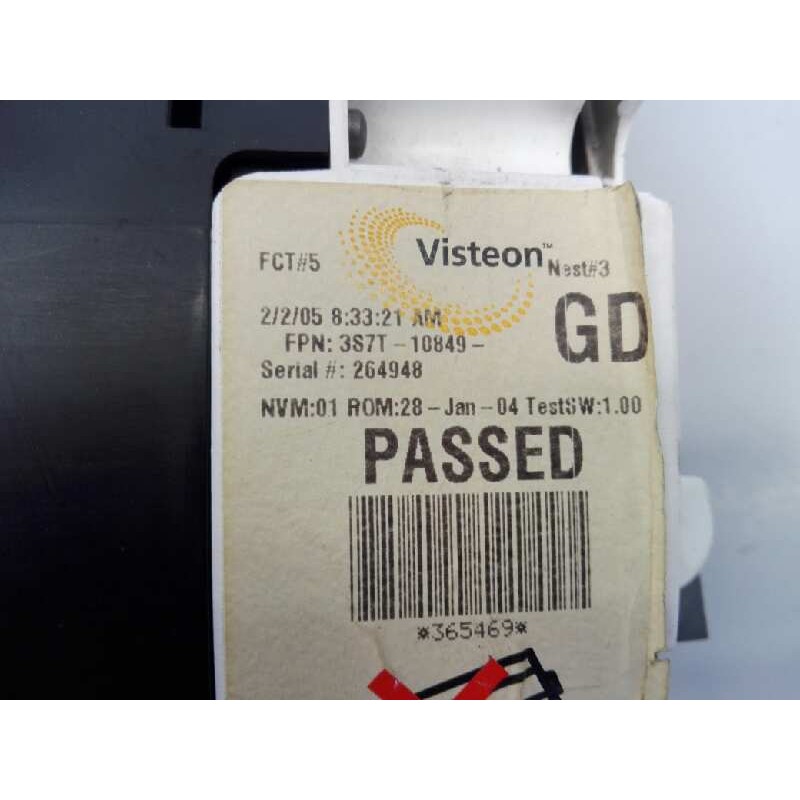 Visteon™
FCT#5
Nest#3
2/2/05 8:33:21 AM
GD
FPN: 3S7T-10849-
Serial #: 264948
NVM:01 ROM:28-Jan-04 TestSW:1.00
PASSED
*365469*